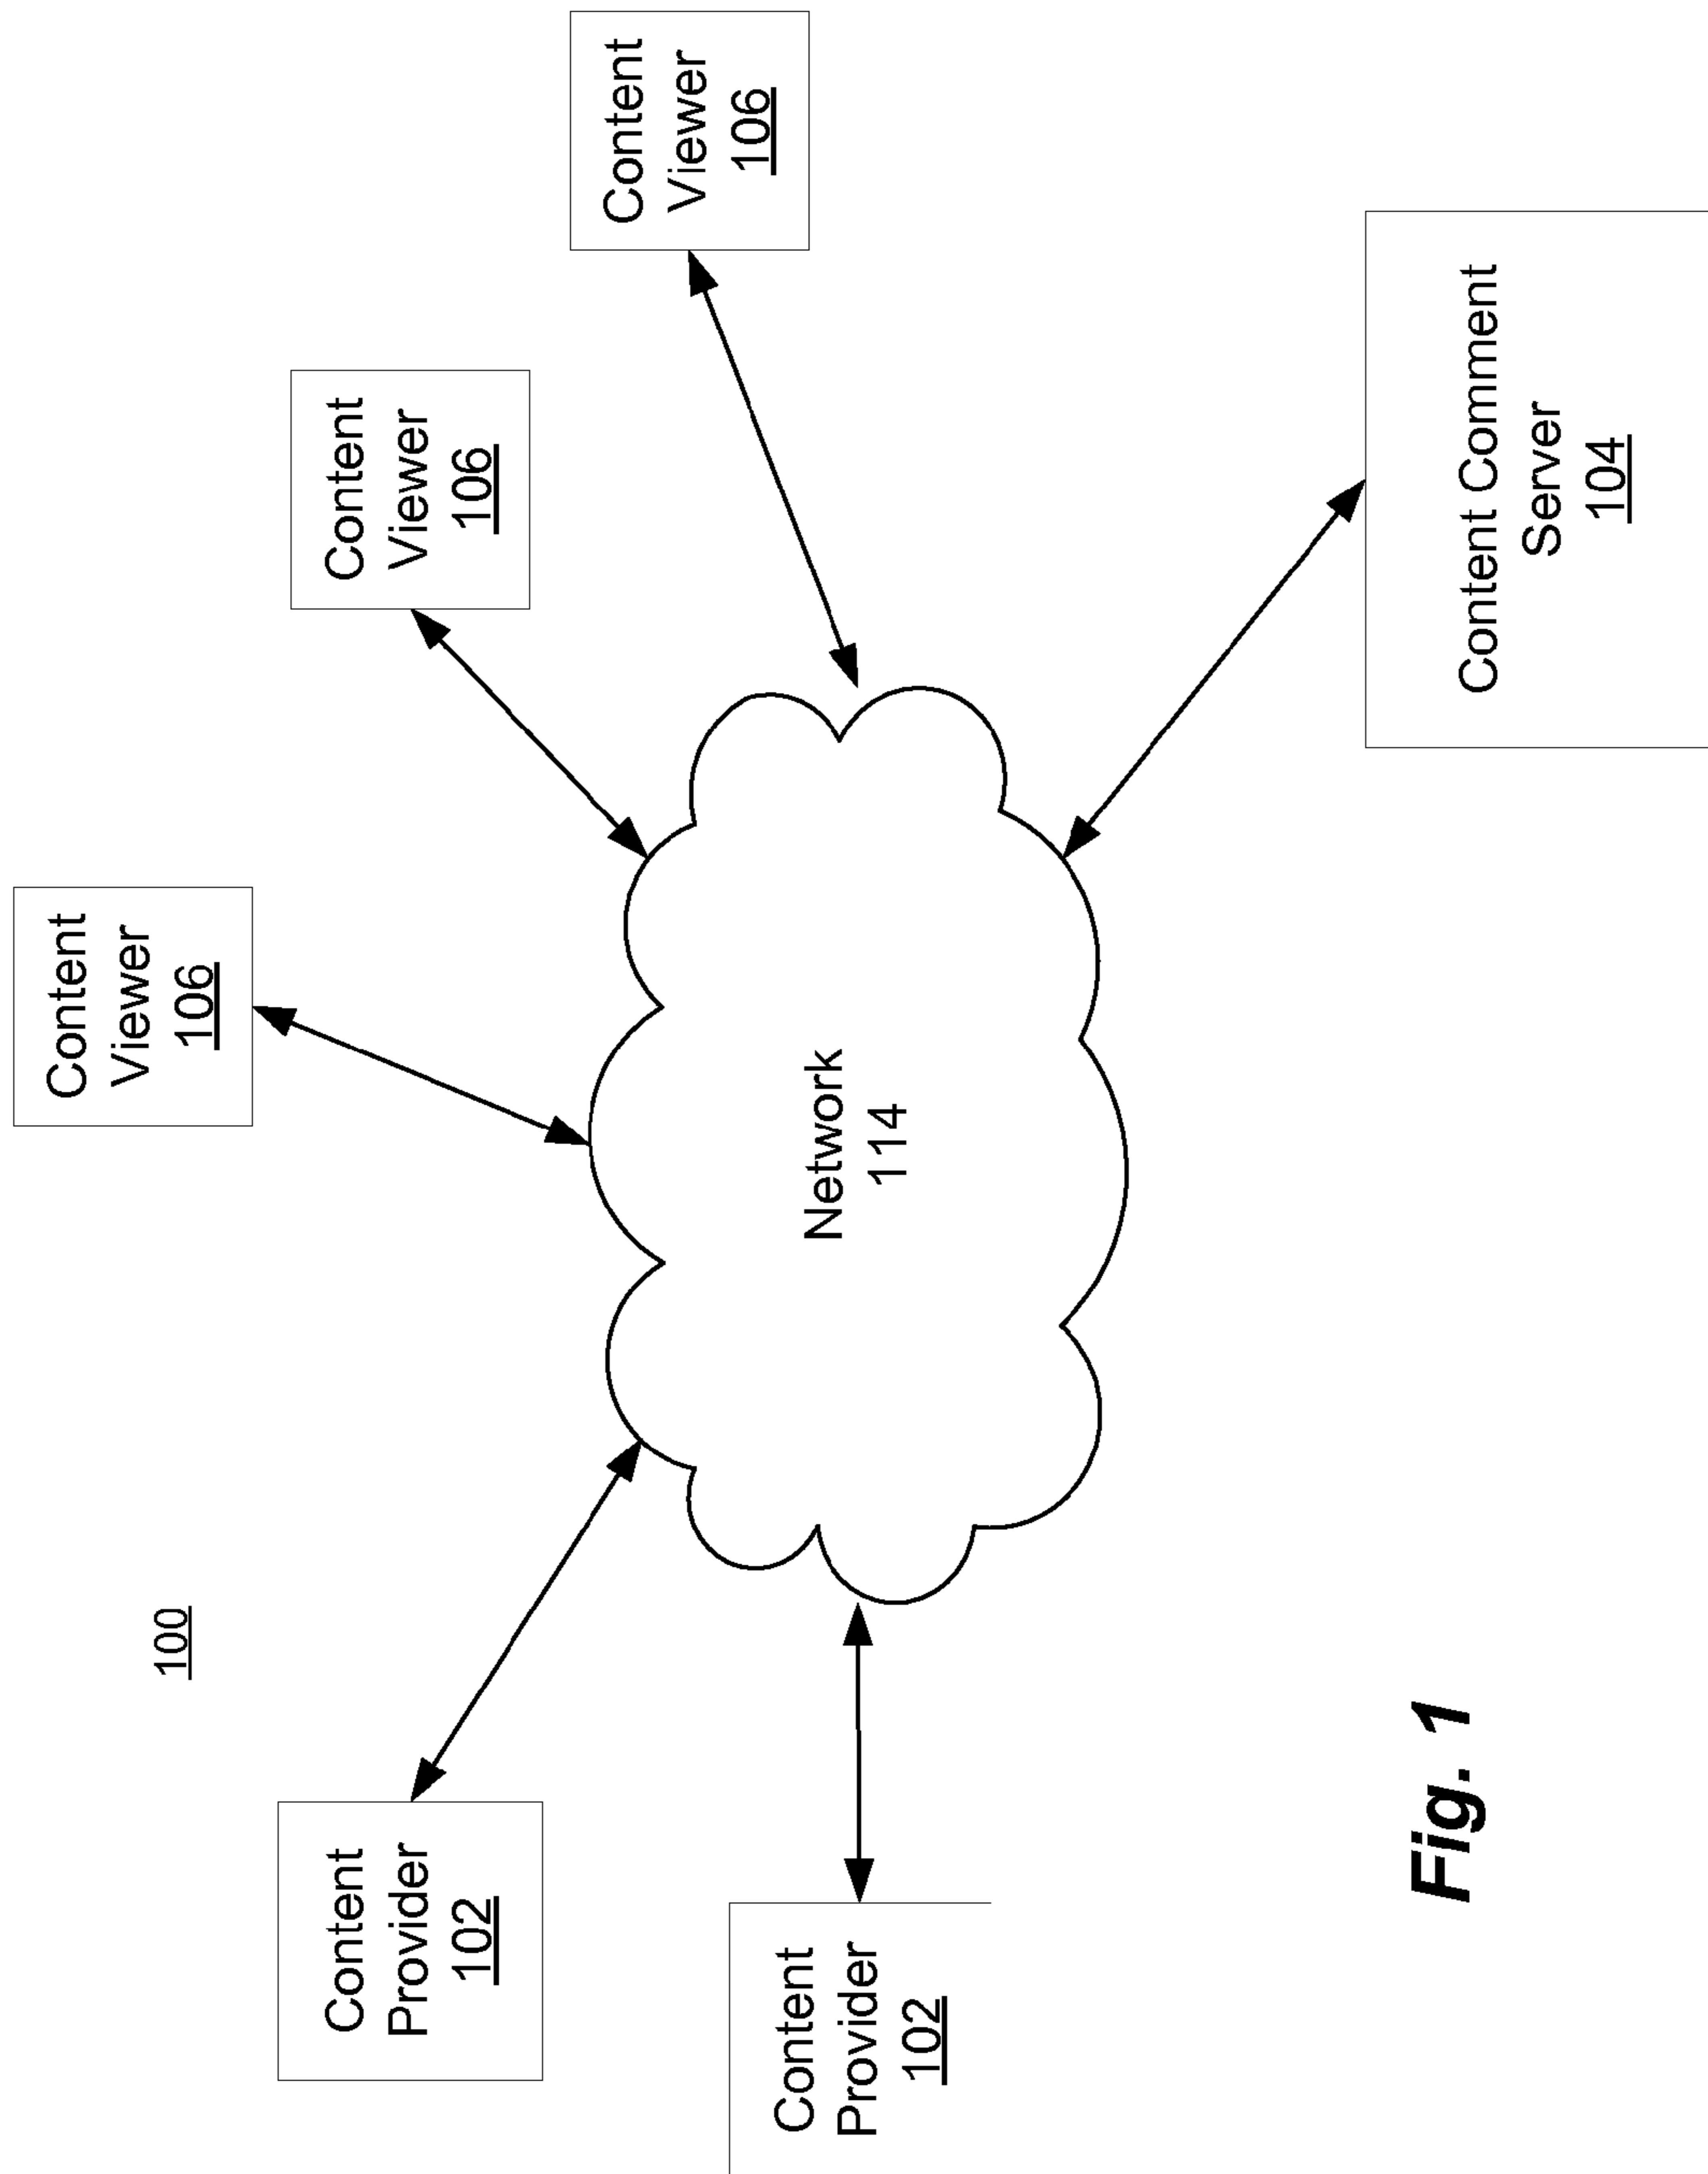 100
Content
Viewer
106
Content
Provider
102
Content
Viewer
106
Content
Viewer
106
Content
Provider
102
Network
114
Content Comment
Server
104
Fig. 1